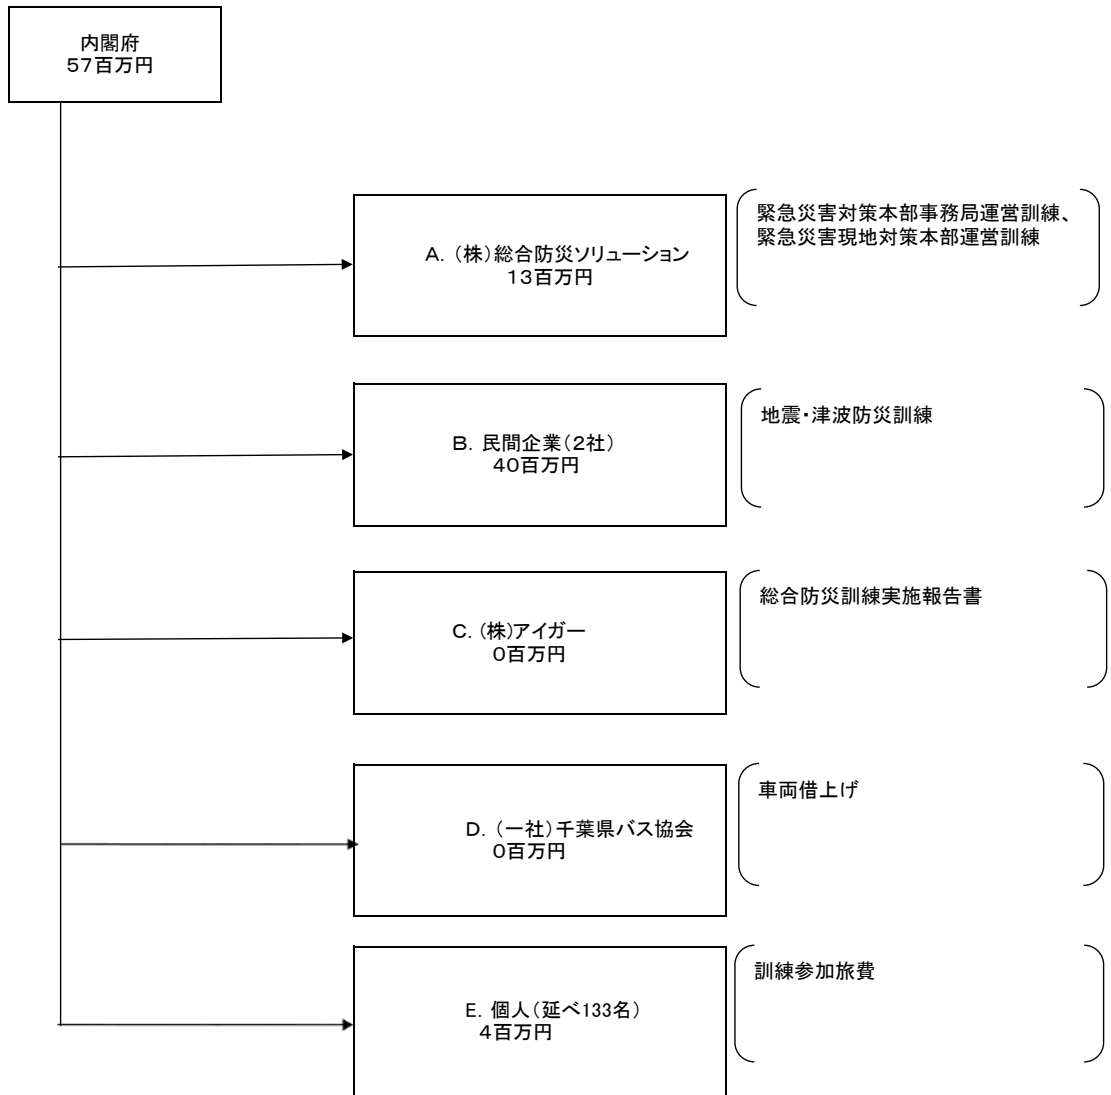 内閣府
57百万円
A. (株)総合防災ソリューション
13百万円
緊急災害対策本部事務局運営訓練、
緊急災害現地対策本部運営訓練
B. 民間企業(2社)
40百万円
地震・津波防災訓練
C. (株)アイガー
0百万円
総合防災訓練実施報告書
D. (一社)千葉県バス協会
0百万円
車両借上げ
E. 個人(延べ133名)
4百万円
訓練参加旅費